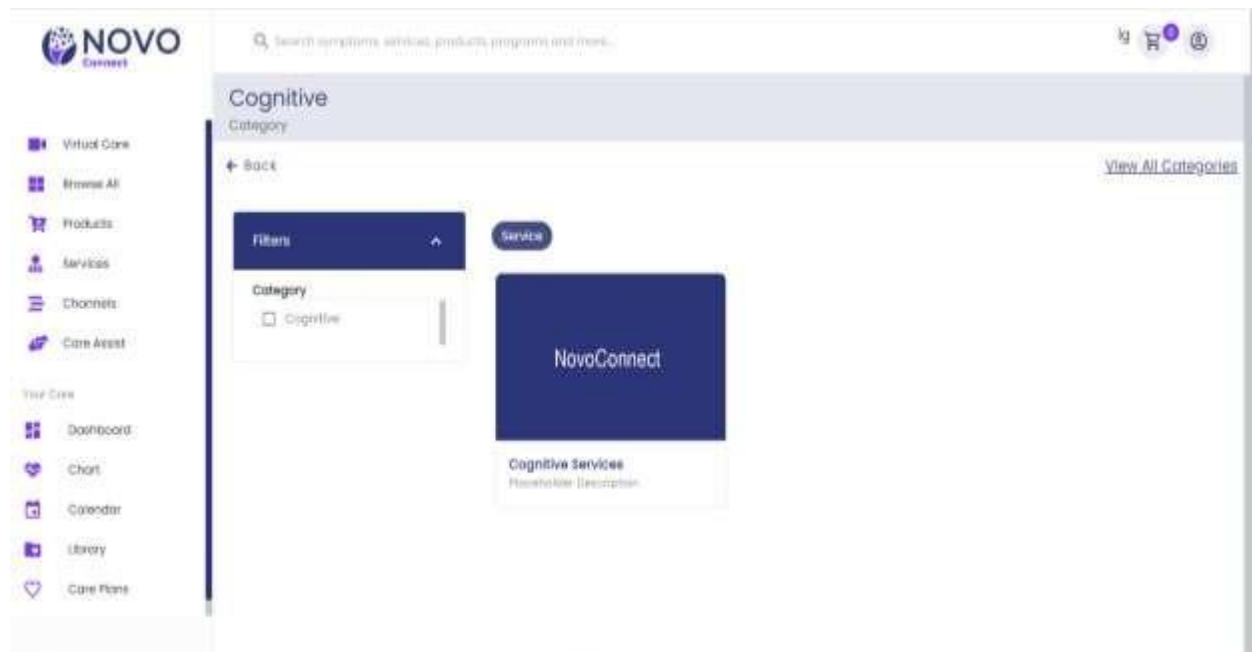 NOVO
Connect
Search symptoms, services, products, programs and more...
lg
0
Cognitive
Category
Back
View All Categories
Virtual Care
Browse All
Products
Services
Channels
Care Assist
Your Care
Dashboard
Chart
Calendar
Library
Care Plans
Filters
Category
Cognitive
Service
NovoConnect
Cognitive Services
Placeholder Description